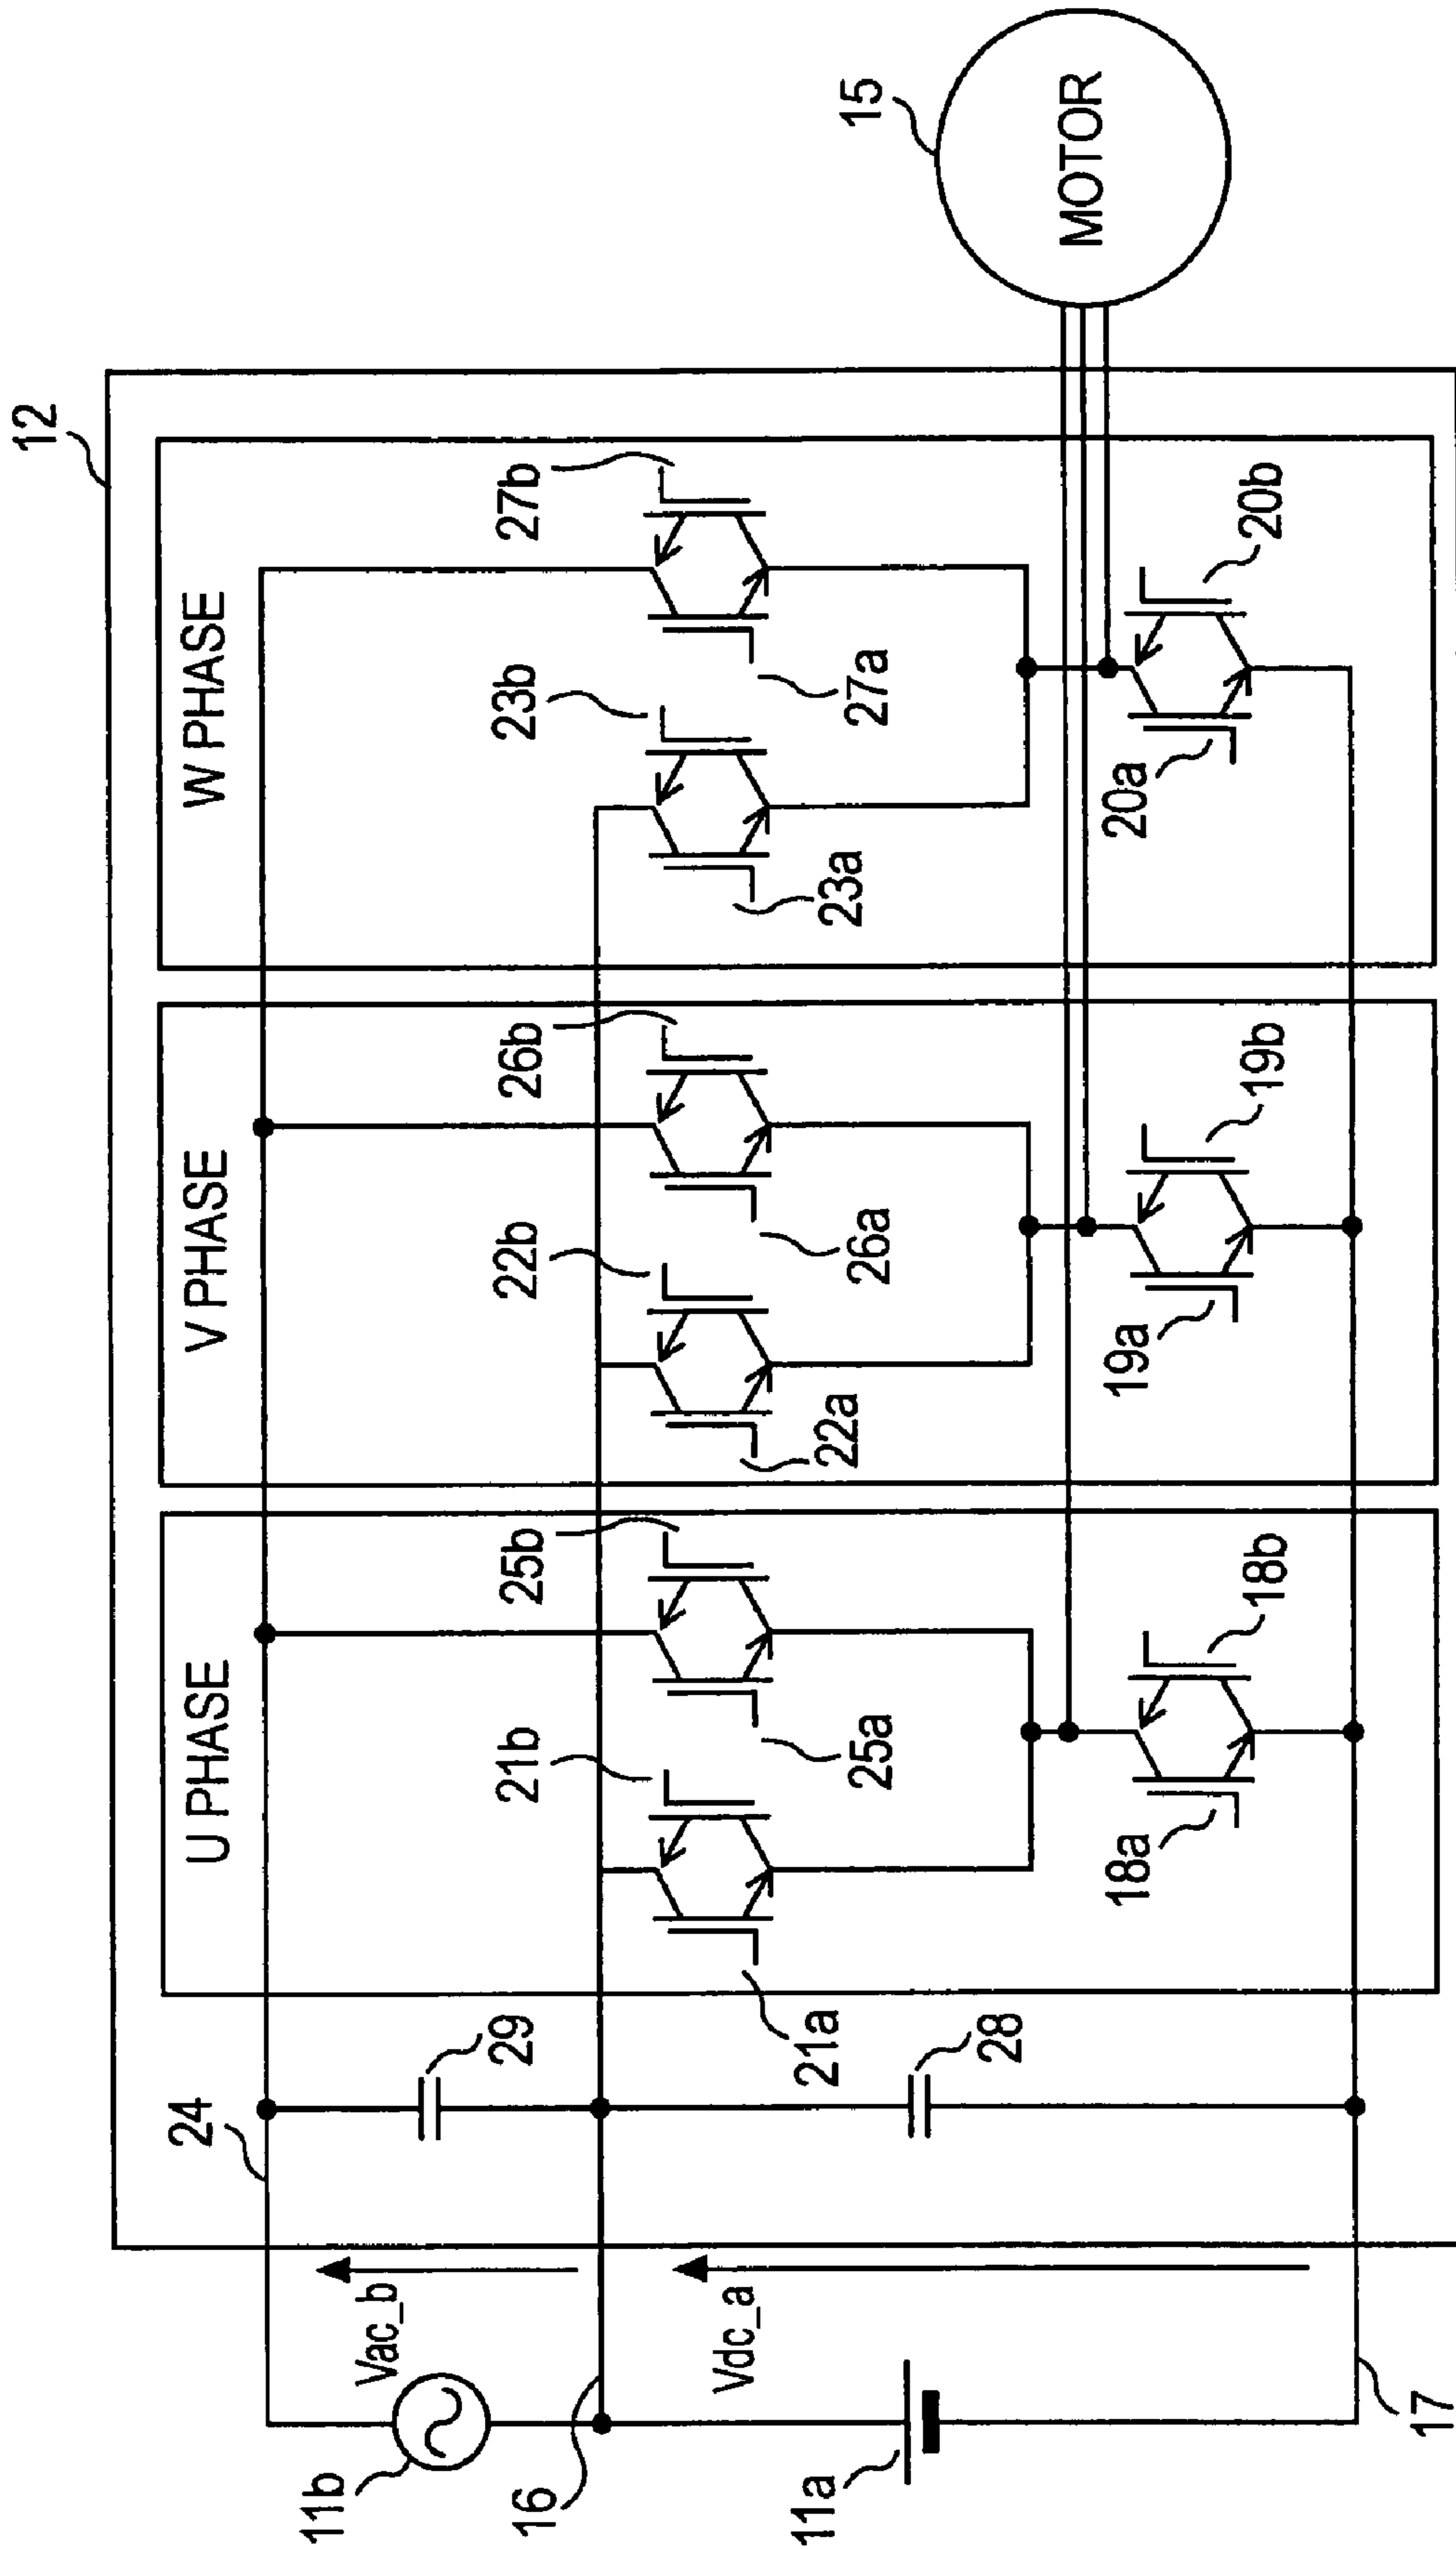 12
15
MOTOR
U PHASE
V PHASE
W PHASE
24
29
28
21b
25b
22b
26b
23b
27b
21a
25a
22a
26a
23a
27a
18a
18b
19a
19b
20a
20b
11b
Vac_b
16
Vdc_a
11a
17